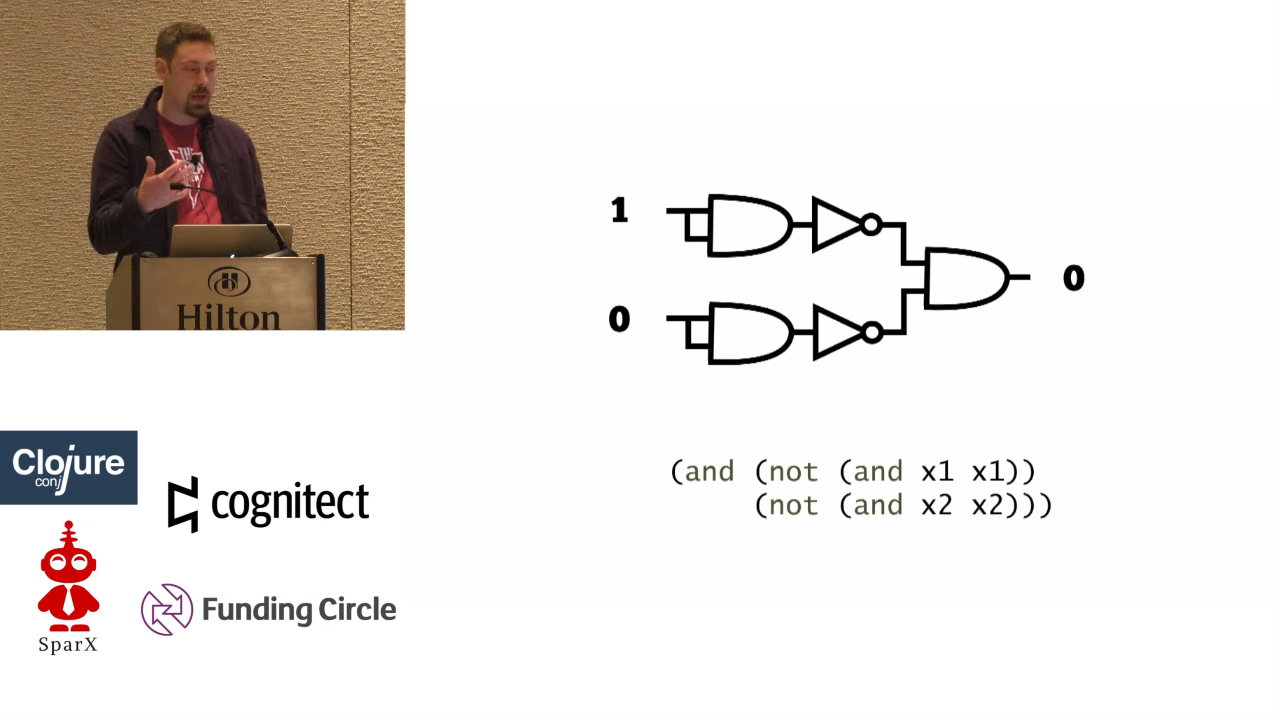 THE
Hilton
1
0
0
(and (not (and x1 x1))
(not (and x2 x2)))
Clojure
conj
cognitect
SparX
Funding Circle